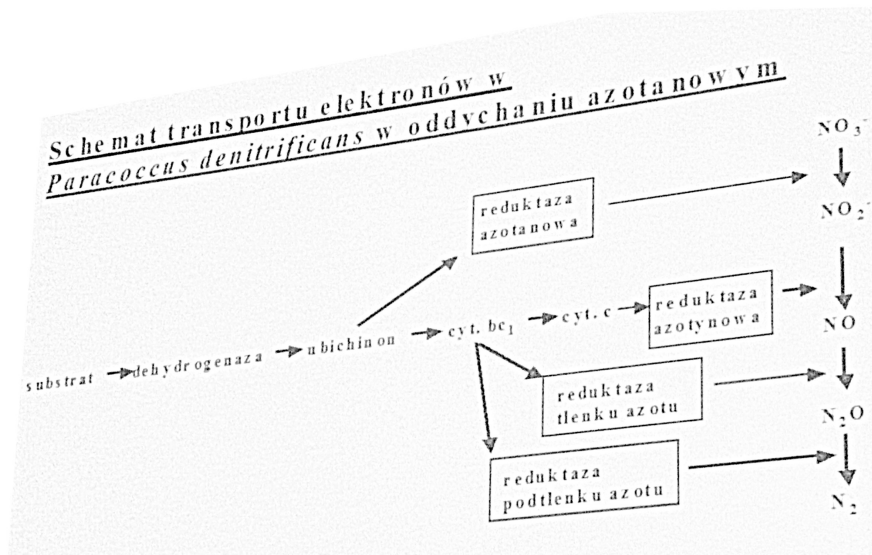 Schemat transportu elektronów w
Paracoccus denitrificans w oddychaniu azotanowym
NO₃⁻
reduktaza
azotanowa
NO₂⁻
substrat dehydrogenaza ubichinon cyt. bc₁ cyt. c
reduktaza
azotynowa
NO
reduktaza
tlenku azotu
N₂O
reduktaza
podtlenku azotu
N₂